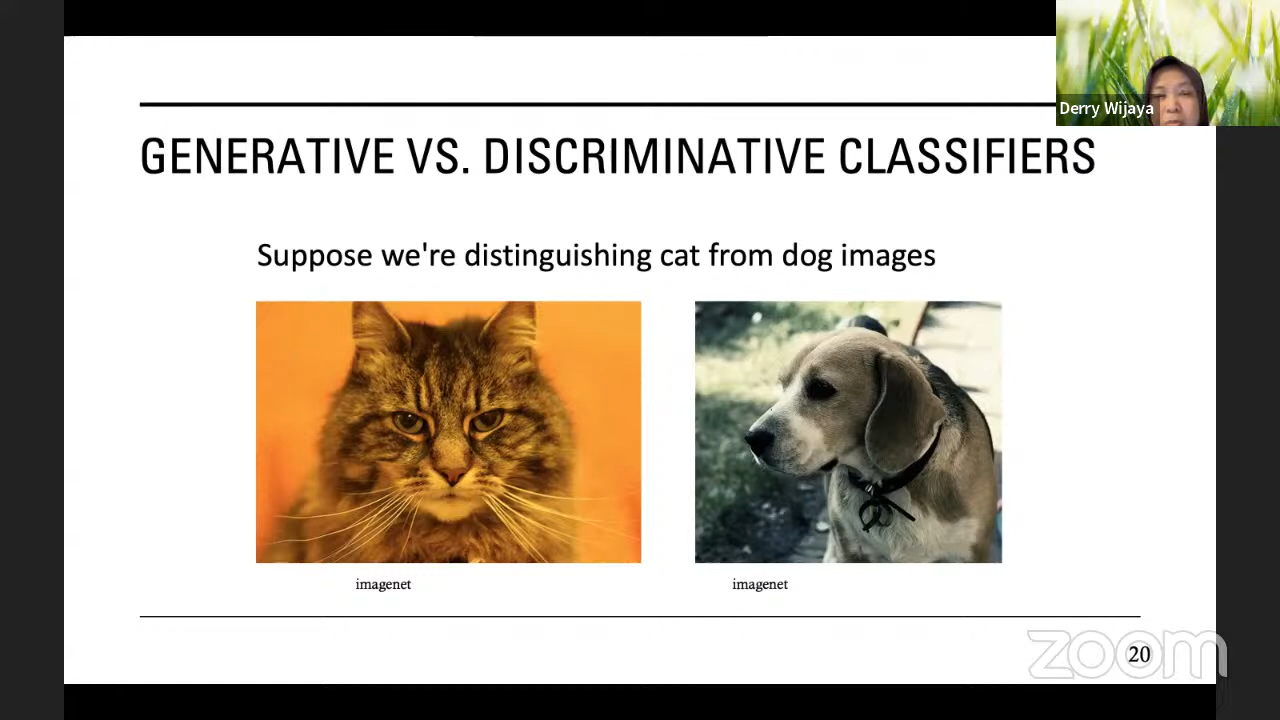 Derry Wijaya
GENERATIVE VS. DISCRIMINATIVE CLASSIFIERS
Suppose we're distinguishing cat from dog images
imagenet
imagenet
zoom
20